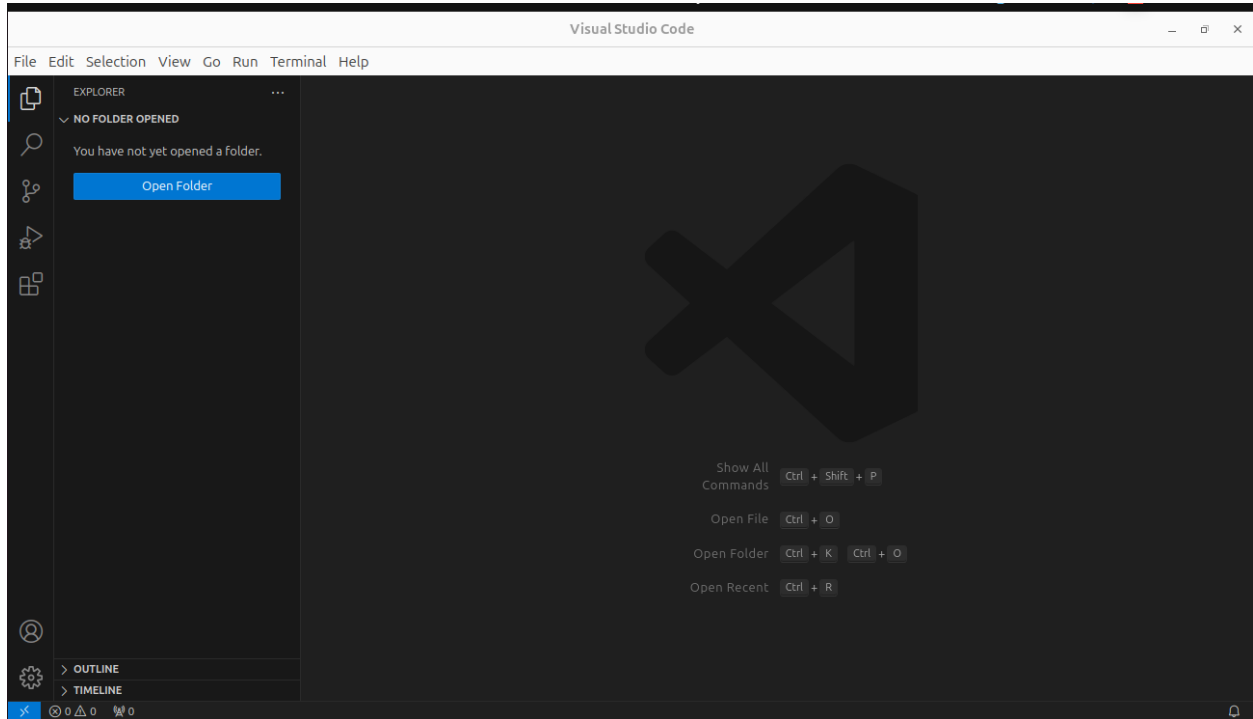 Visual Studio Code
File Edit Selection View Go Run Terminal Help
EXPLORER
NO FOLDER OPENED
You have not yet opened a folder.
Open Folder
Show All
Commands
Ctrl + Shift + P
Open File Ctrl + O
Open Folder Ctrl + K Ctrl + O
Open Recent Ctrl + R
OUTLINE
TIMELINE
0 0 0